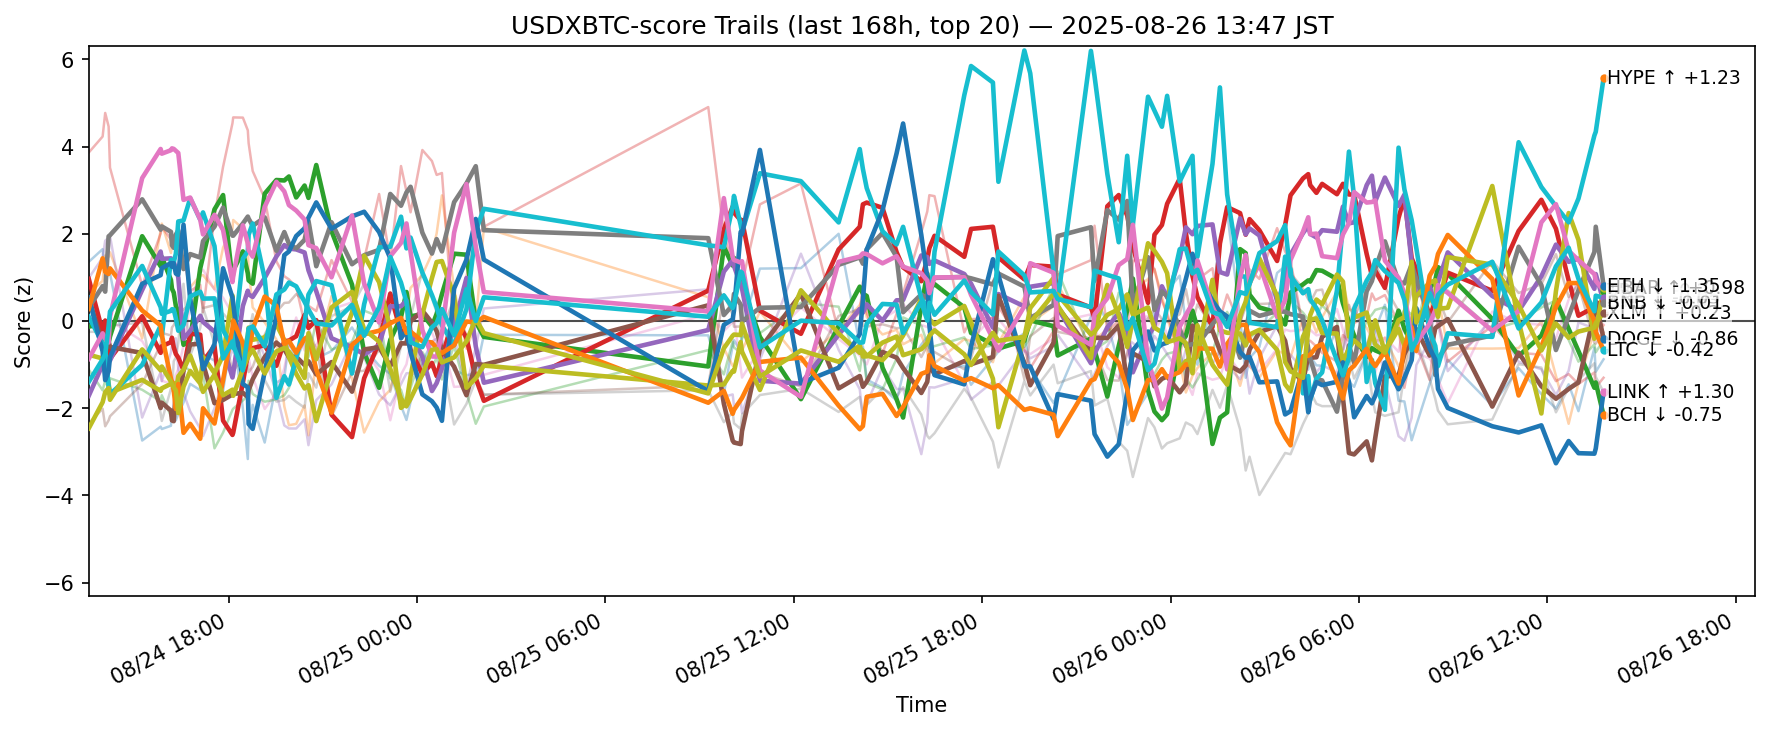 USDXBTC-score Trails (last 168h, top 20) — 2025-08-26 13:47 JST
Score (z)
6
4
2
0
−2
−4
−6
HYPE ↑ +1.23
ETH ↓ -1.35
BNB ↓ -0.01
XLM ↑ +0.23
DOGE ↓ -0.86
LTC ↓ -0.42
LINK ↑ +1.30
BCH ↓ -0.75
08/24 18:00
08/25 00:00
08/25 06:00
08/25 12:00
08/25 18:00
08/26 00:00
08/26 06:00
08/26 12:00
08/26 18:00
Time